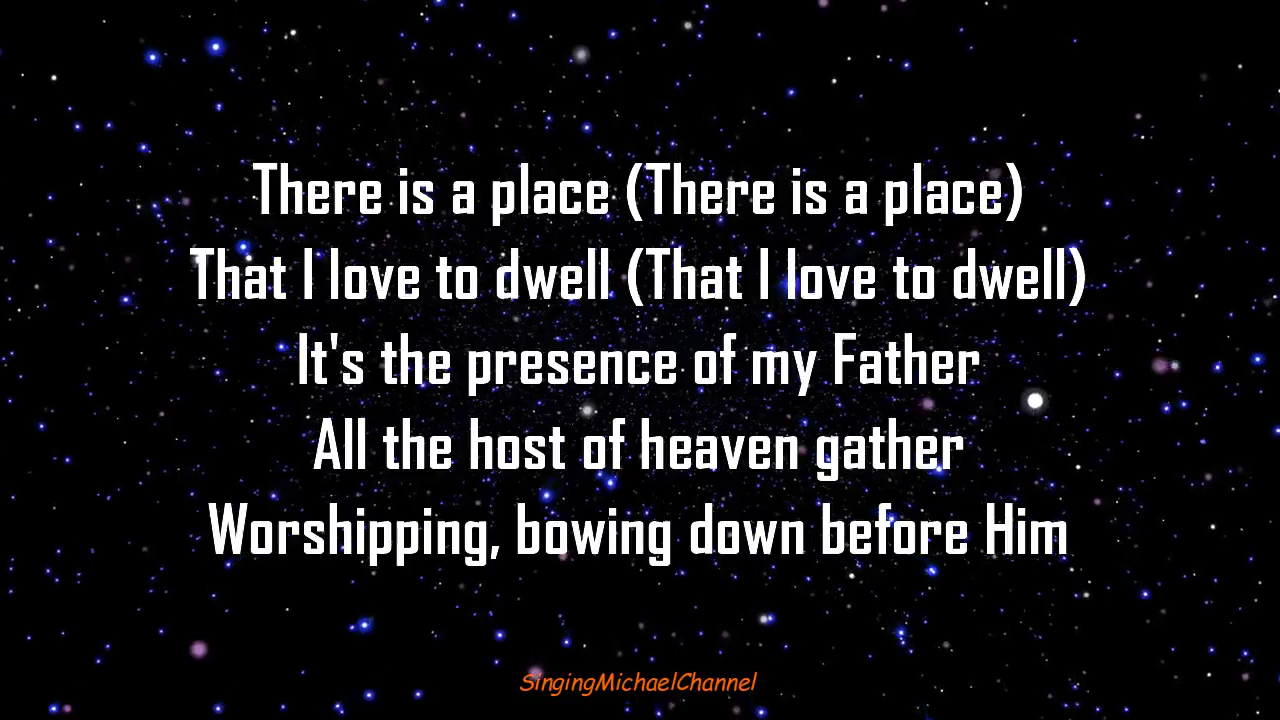 There is a place (There is a place)
That I love to dwell (That I love to dwell)
It's the presence of my Father
All the host of heaven gather
Worshipping, bowing down before Him
SingingMichaelChannel